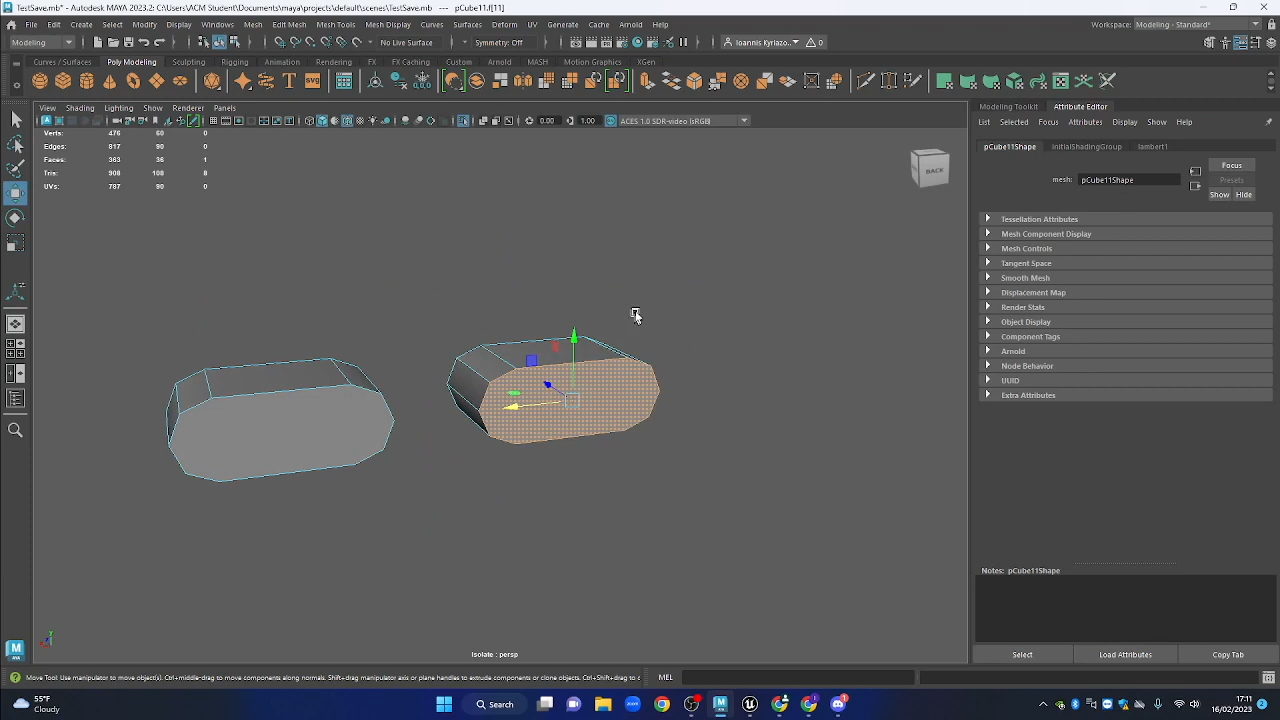 TestSave.mb* - Autodesk MAYA 2023.2: C:\Users\ACM Student\maya\projects\default\scenes\TestSave.mb --- pCube11.f[11]
File Edit Create Select Modify Display Windows Mesh Edit Mesh Mesh Tools Mesh Display Curves Surfaces Deform UV Generate Cache Arnold Help
Workspace: Modeling - Standard*
Modeling No Live Surface Symmetry: Off Ioannis Kyriazo.. 0
Curves / Surfaces Poly Modeling Sculpting Rigging Animation Rendering FX FX Caching Custom Arnold MASH Motion Graphics XGen
SVG
View Shading Lighting Show Renderer Panels
0.00 1.00 ACES 1.0 SDR-video (sRGB)
Verts: 476 60 0
Edges: 817 90 0
Faces: 363 36 1
Tris: 908 108 8
UVs: 787 90 0
BACK
Isolate : persp
Modeling Toolkit Attribute Editor
List Selected Focus Attributes Display Show Help
pCube11Shape initialShadingGroup lambert1
Focus
mesh: pCube11Shape
Presets
Show Hide
Tessellation Attributes
Mesh Component Display
Mesh Controls
Tangent Space
Smooth Mesh
Displacement Map
Render Stats
Object Display
Component Tags
Arnold
Node Behavior
UUID
Extra Attributes
Notes: pCube11Shape
Select Load Attributes Copy Tab
Move Tool: Use manipulator to move object(s). Ctrl+middle-drag to move components along normals. Shift+drag manipulator axis or plane handles to extrude components or clone objects. Ctrl+
MEL
55°F
Cloudy
Search
zoom
17:11
16/02/2023